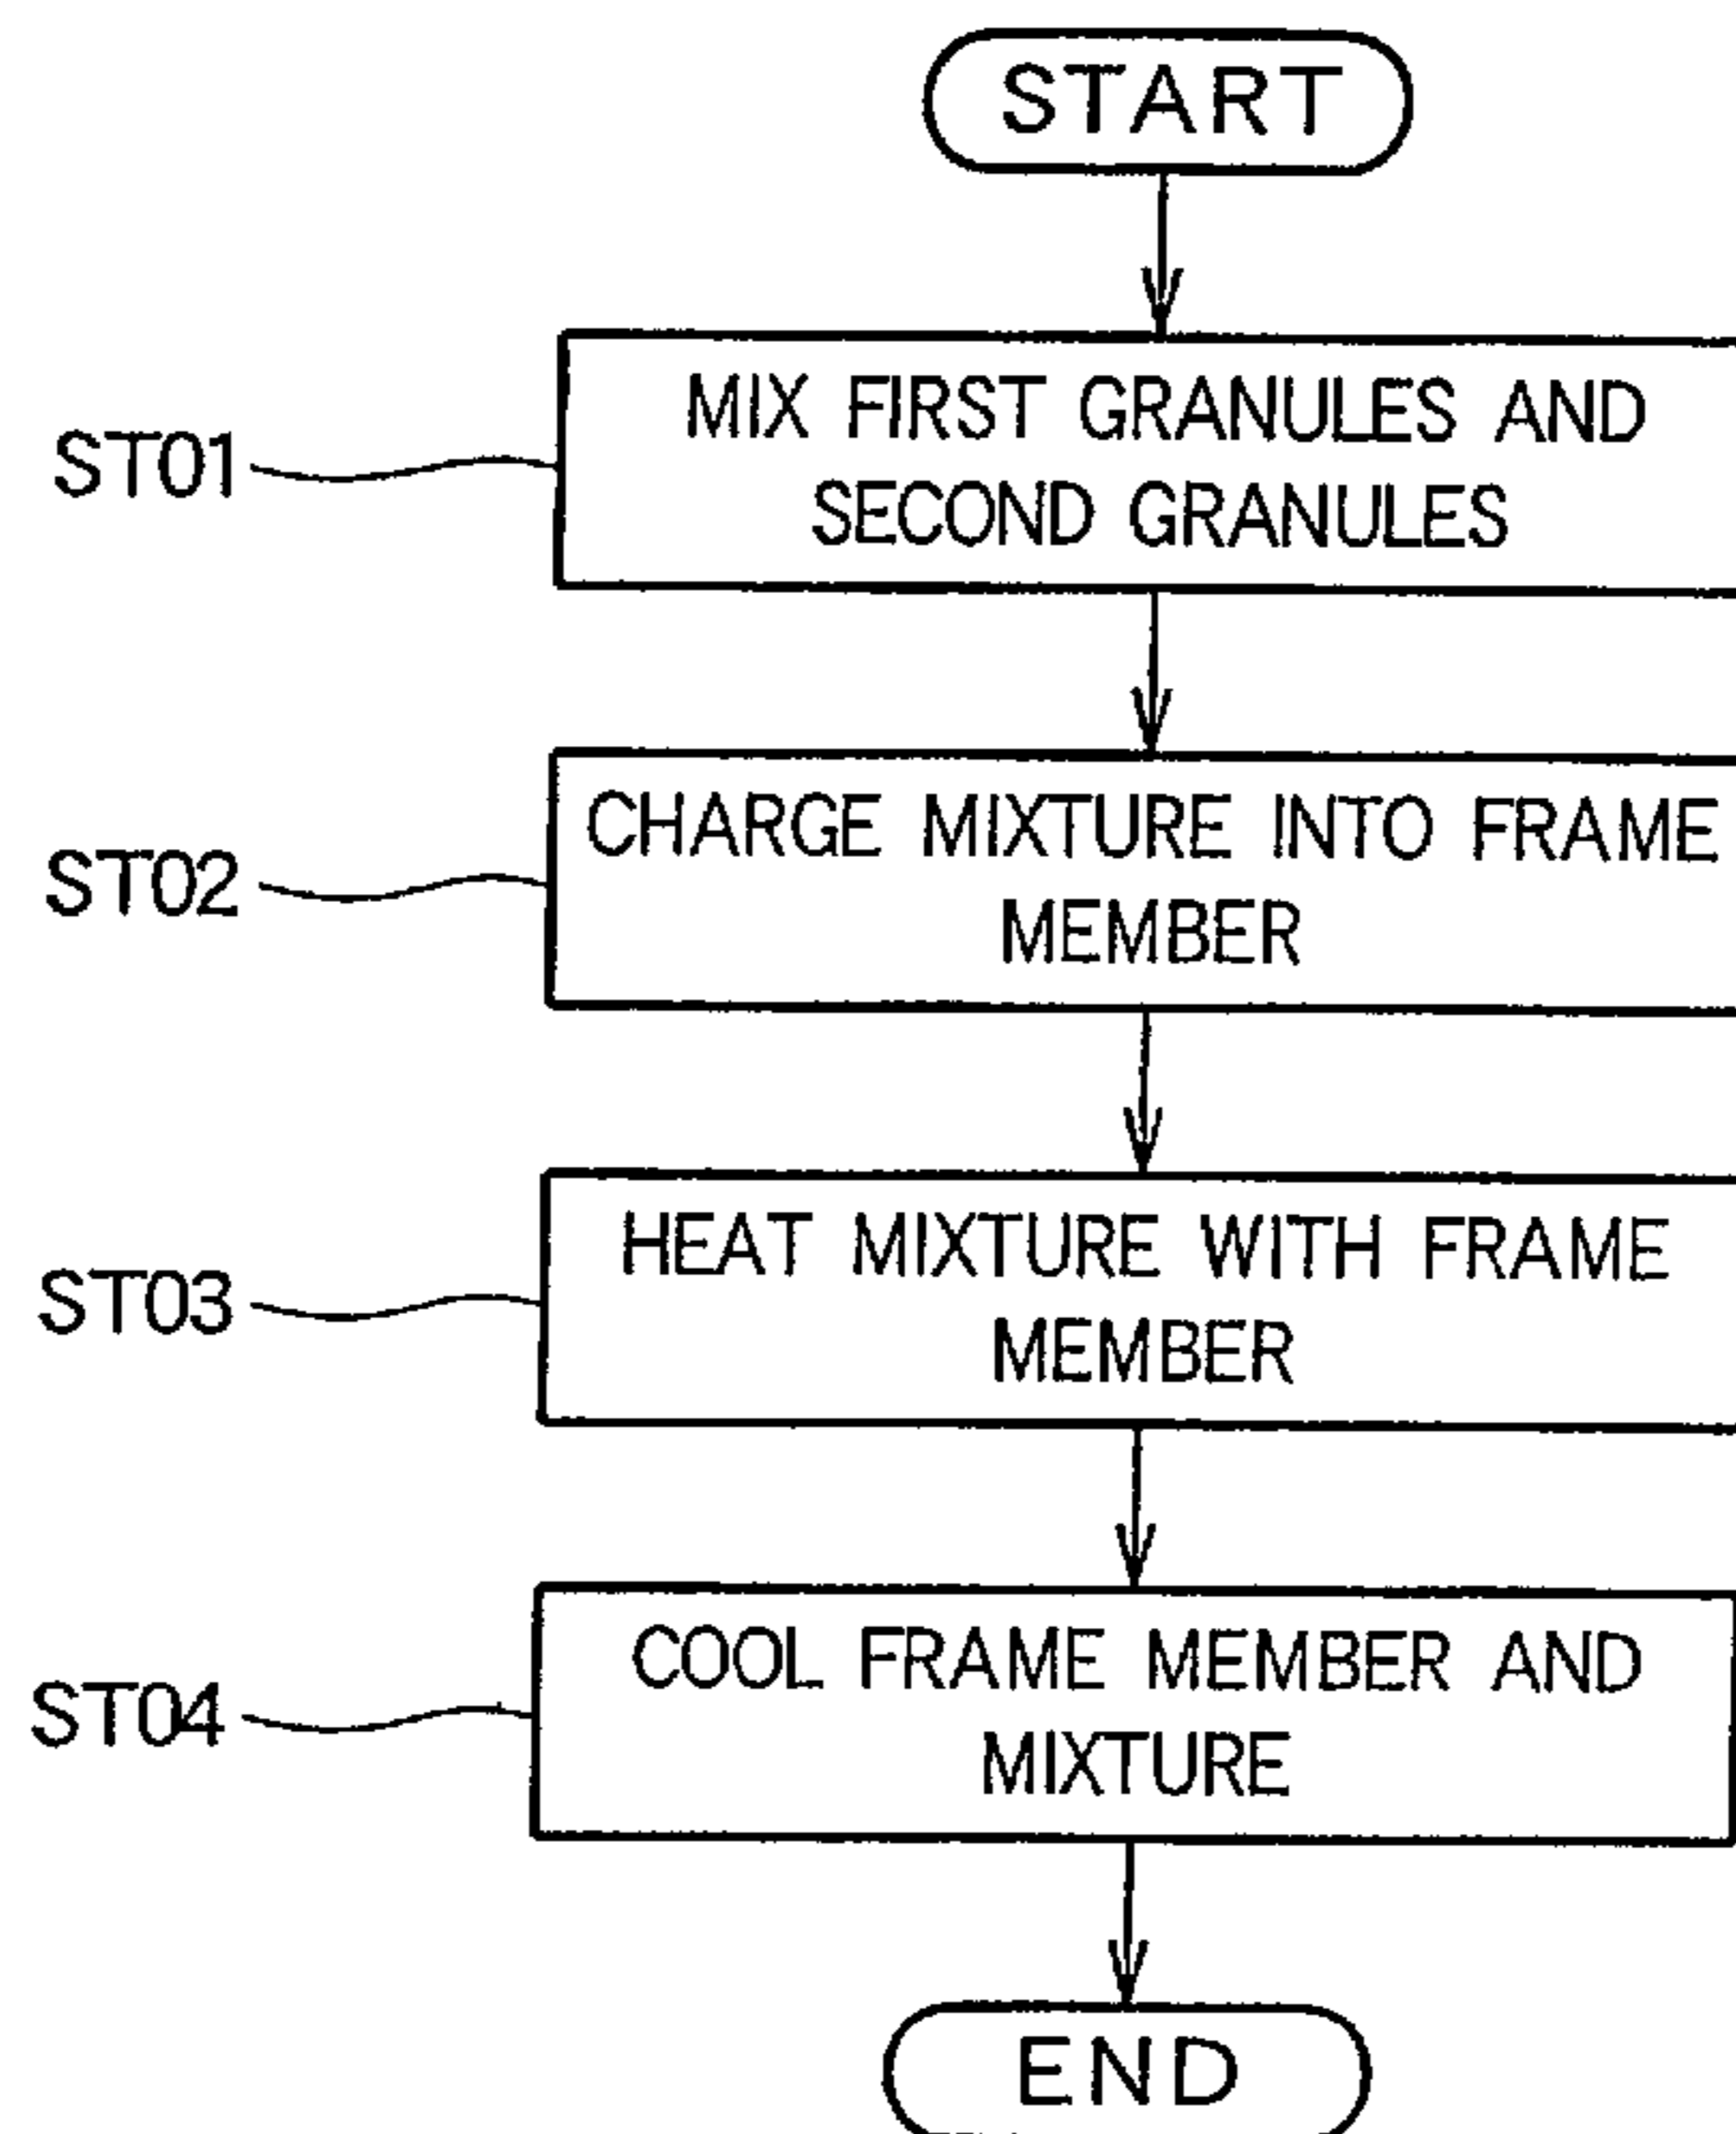 START
ST01
MIX FIRST GRANULES AND
SECOND GRANULES
ST02
CHARGE MIXTURE INTO FRAME
MEMBER
ST03
HEAT MIXTURE WITH FRAME
MEMBER
ST04
COOL FRAME MEMBER AND
MIXTURE
END